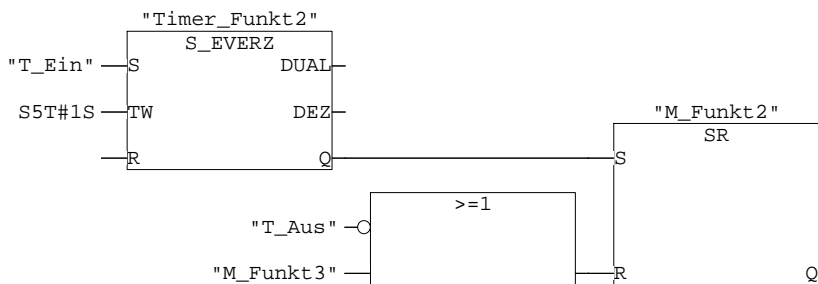 "Timer_Funkt2"
S_EVERZ
"T_Ein" S DUAL
S5T#1S TW DEZ
"M_Funkt2"
SR
R Q S
>=1
"T_Aus"
"M_Funkt3" R Q